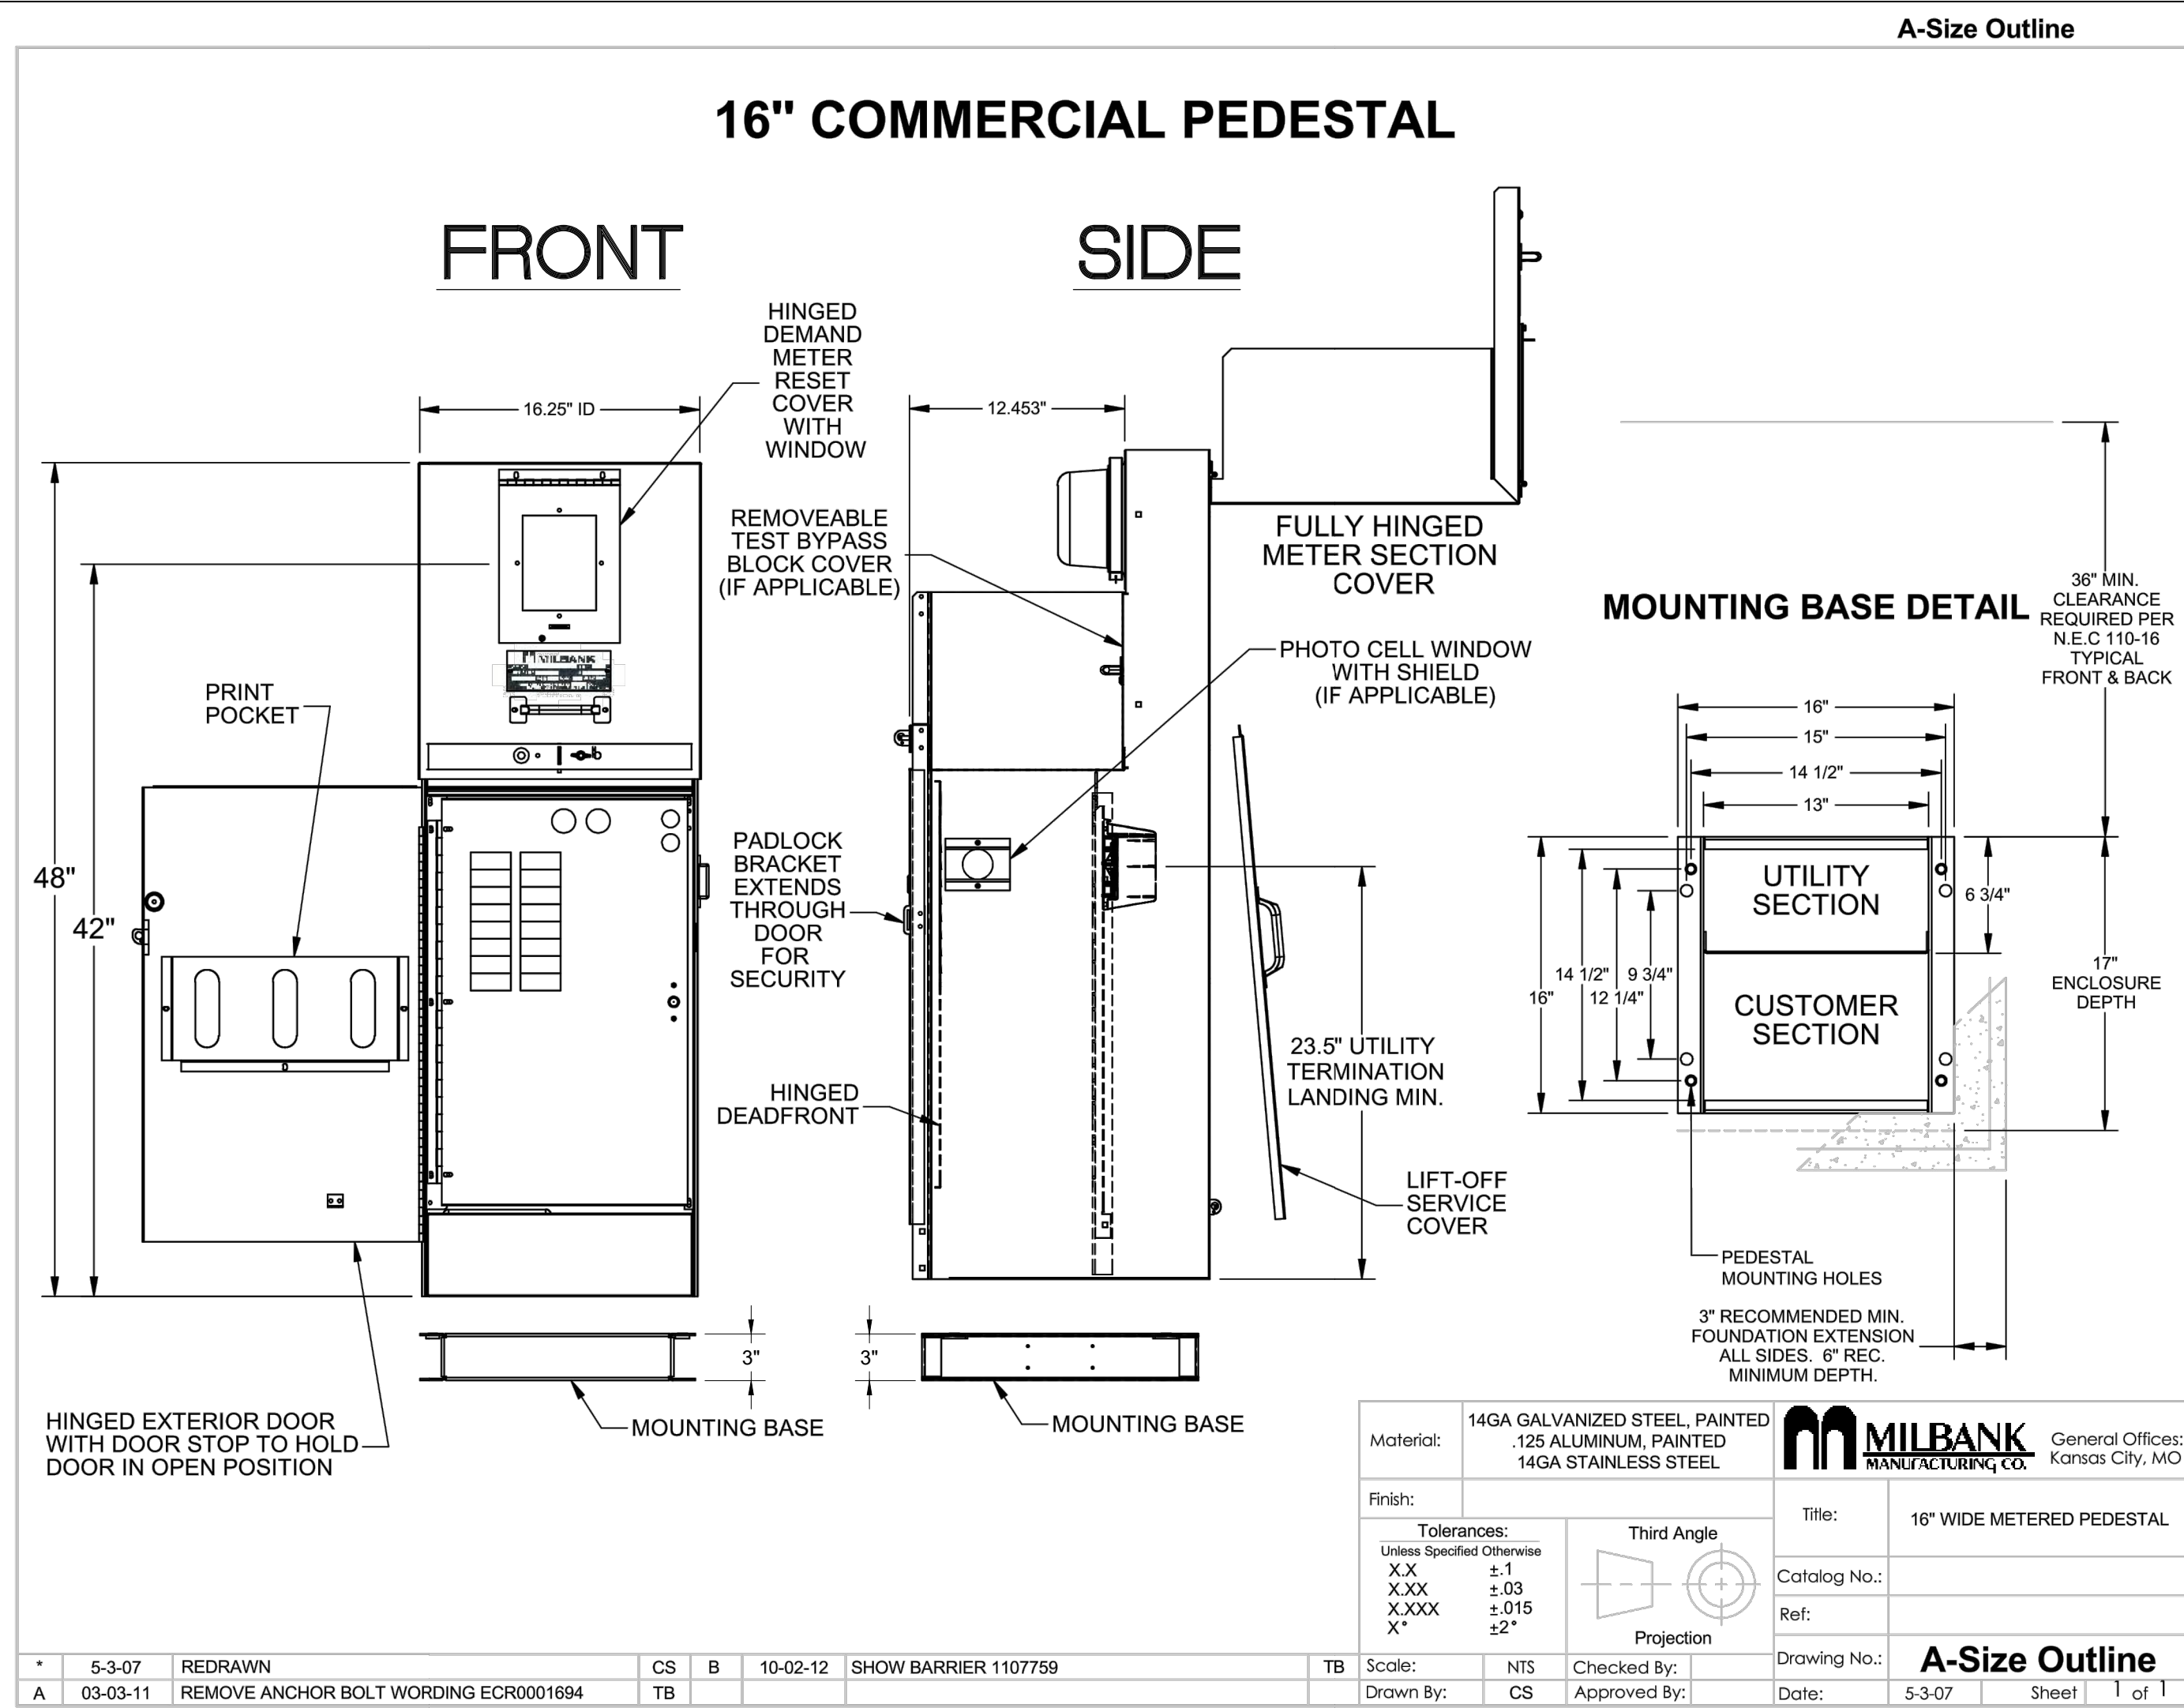 A-Size Outline
16" COMMERCIAL PEDESTAL
FRONT
SIDE
HINGED
DEMAND
METER
RESET
COVER
WITH
WINDOW
16.25" ID
12.453"
REMOVEABLE
TEST BYPASS
BLOCK COVER
(IF APPLICABLE)
FULLY HINGED
METER SECTION
COVER
PHOTO CELL WINDOW
WITH SHIELD
(IF APPLICABLE)
PRINT
POCKET
MILBANK
48"
42"
PADLOCK
BRACKET
EXTENDS
THROUGH
DOOR
FOR
SECURITY
HINGED
DEADFRONT
23.5" UTILITY
TERMINATION
LANDING MIN.
LIFT-OFF
SERVICE
COVER
3"
3"
MOUNTING BASE
MOUNTING BASE
HINGED EXTERIOR DOOR
WITH DOOR STOP TO HOLD
DOOR IN OPEN POSITION
MOUNTING BASE DETAIL
36" MIN.
CLEARANCE
REQUIRED PER
N.E.C 110-16
TYPICAL
FRONT & BACK
16"
15"
14 1/2"
13"
UTILITY
SECTION
6 3/4"
CUSTOMER
SECTION
16"
14 1/2"
12 1/4"
9 3/4"
17"
ENCLOSURE
DEPTH
PEDESTAL
MOUNTING HOLES
3" RECOMMENDED MIN.
FOUNDATION EXTENSION
ALL SIDES. 6" REC.
MINIMUM DEPTH.
Material:
14GA GALVANIZED STEEL, PAINTED
.125 ALUMINUM, PAINTED
14GA STAINLESS STEEL
MILBANK
MANUFACTURING CO.
General Offices:
Kansas City, MO
Finish:
Tolerances:
Unless Specified Otherwise
X.X ±.1
X.XX ±.03
X.XXX ±.015
X° ±2°
Third Angle
Projection
Title:
16" WIDE METERED PEDESTAL
Catalog No.:
Ref:
Drawing No.: A-Size Outline
* 5-3-07 REDRAWN CS B 10-02-12 SHOW BARRIER 1107759 TB Scale: NTS Checked By:
A 03-03-11 REMOVE ANCHOR BOLT WORDING ECR0001694 TB Drawn By: CS Approved By: Date: 5-3-07 Sheet 1 of 1